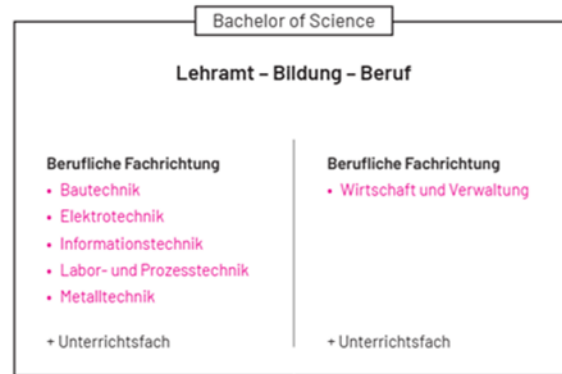 Bachelor of Science
Lehramt – Bildung – Beruf
Berufliche Fachrichtung
• Bautechnik
• Elektrotechnik
• Informationstechnik
• Labor- und Prozesstechnik
• Metalltechnik
+ Unterrichtsfach
Berufliche Fachrichtung
• Wirtschaft und Verwaltung
+ Unterrichtsfach